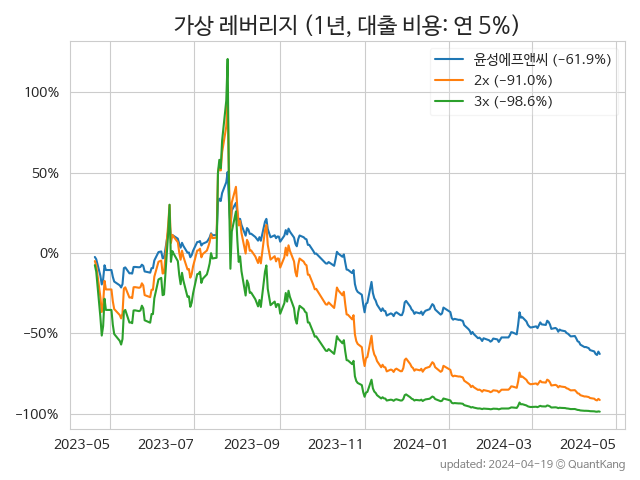 가상 레버리지 (1년, 대출 비용: 연 5%)
윤성에프앤씨 (-61.9%)
2x (-91.0%)
3x (-98.6%)
100%
50%
0%
-50%
-100%
2023-05 2023-07 2023-09 2023-11 2024-01 2024-03 2024-05
updated: 2024-04-19 © QuantKang